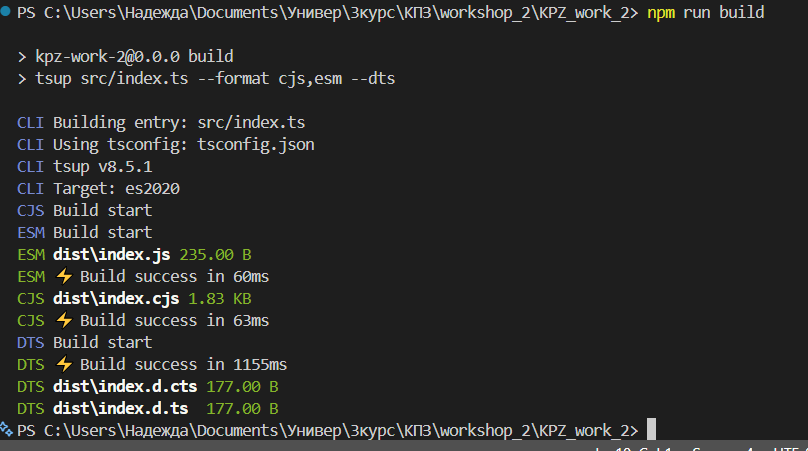 PS C:\Users\Надежда\Documents\Универ\3курс\КПЗ\workshop_2\KPZ_work_2> npm run build
> kpz-work-2@0.0.0 build
> tsup src/index.ts --format cjs,esm --dts
CLI Building entry: src/index.ts
CLI Using tsconfig: tsconfig.json
CLI tsup v8.5.1
CLI Target: es2020
CJS Build start
ESM Build start
ESM dist\index.js 235.00 B
ESM ⚡️ Build success in 60ms
CJS dist\index.cjs 1.83 KB
CJS ⚡️ Build success in 63ms
DTS Build start
DTS ⚡️ Build success in 1155ms
DTS dist\index.d.cts 177.00 B
DTS dist\index.d.ts  177.00 B
PS C:\Users\Надежда\Documents\Универ\3курс\КПЗ\workshop_2\KPZ_work_2>